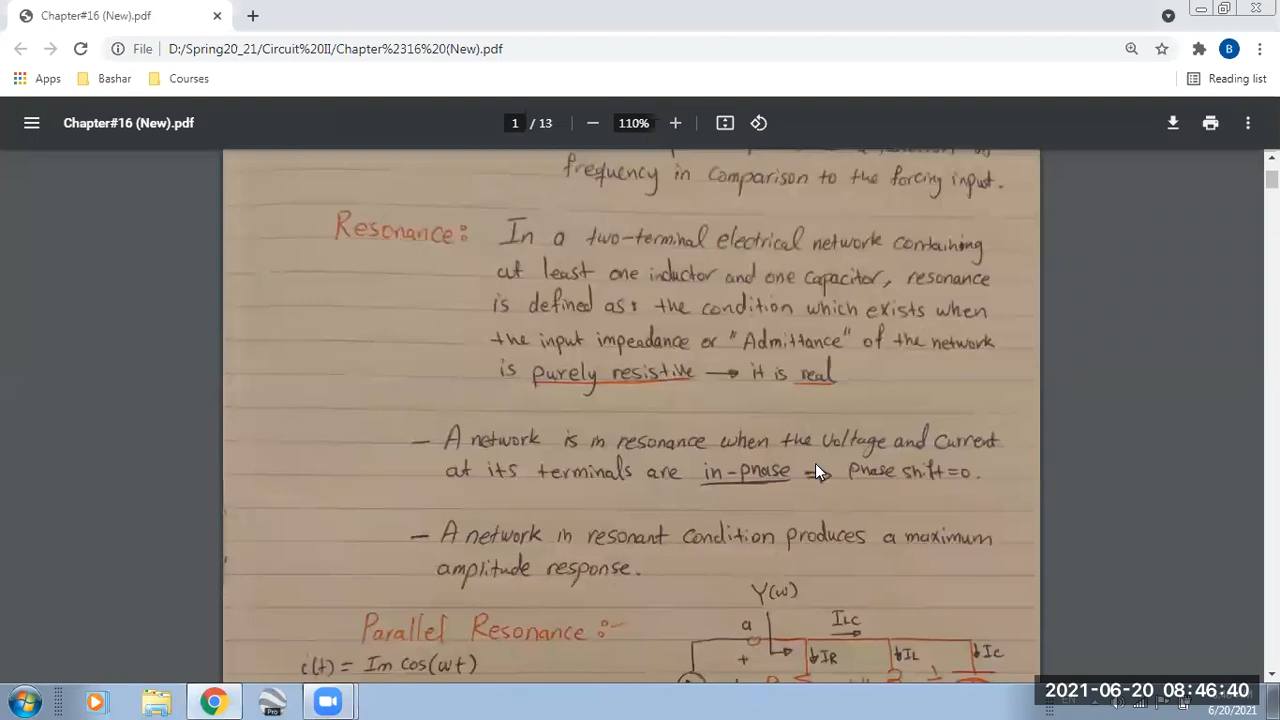 Chapter#16 (New).pdf
File
D:/Spring20_21/Circuit%20II/Chapter%2316%20(New).pdf
B
Apps
Bashar
Courses
Reading list
Chapter#16 (New).pdf
1 / 13
110%
frequency in comparison to the forcing input.
Resonance: In a two-terminal electrical network containing
at least one inductor and one capacitor, resonance
is defined as: the condition which exists when
the input impedance or "Admittance" of the network
is purely resistive → it is real
— A network is in resonance when the voltage and current
at its terminals are in-phase ⇒ phase shift=0.
— A network in resonant condition produces a maximum
amplitude response.
Y(ω)
Parallel Resonance :-
a
ILC
i(t) = Im cos(ωt)
+
IR
IL
Ic
2021-06-20 08:46:40
6/20/2021